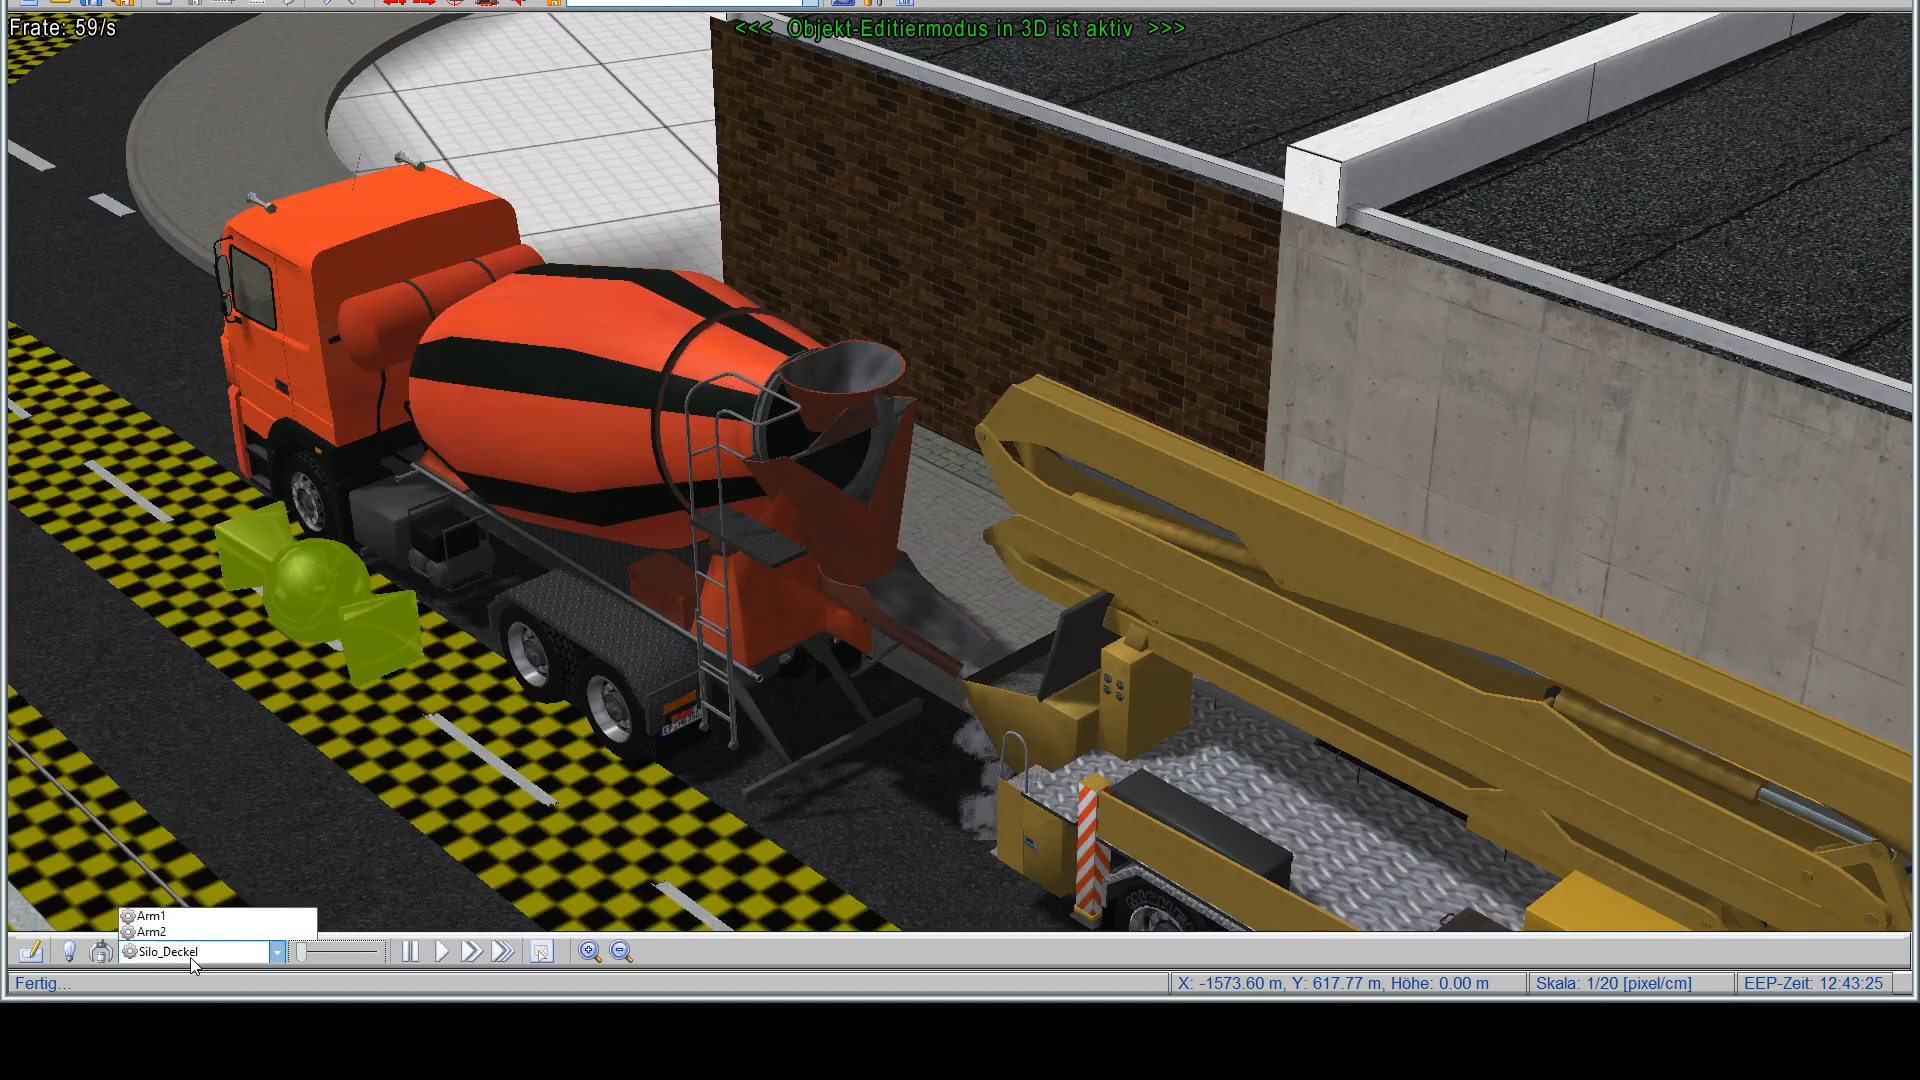 Frate: 59/s
<<< Objekt-Editiermodus in 3D ist aktiv >>>
Arm1
Arm2
Silo_Deckel
Fertig...
X: -1573.60 m, Y: 617.77 m, Höhe: 0.00 m
Skala: 1/20 [pixel/cm]
EEP-Zeit: 12:43:25